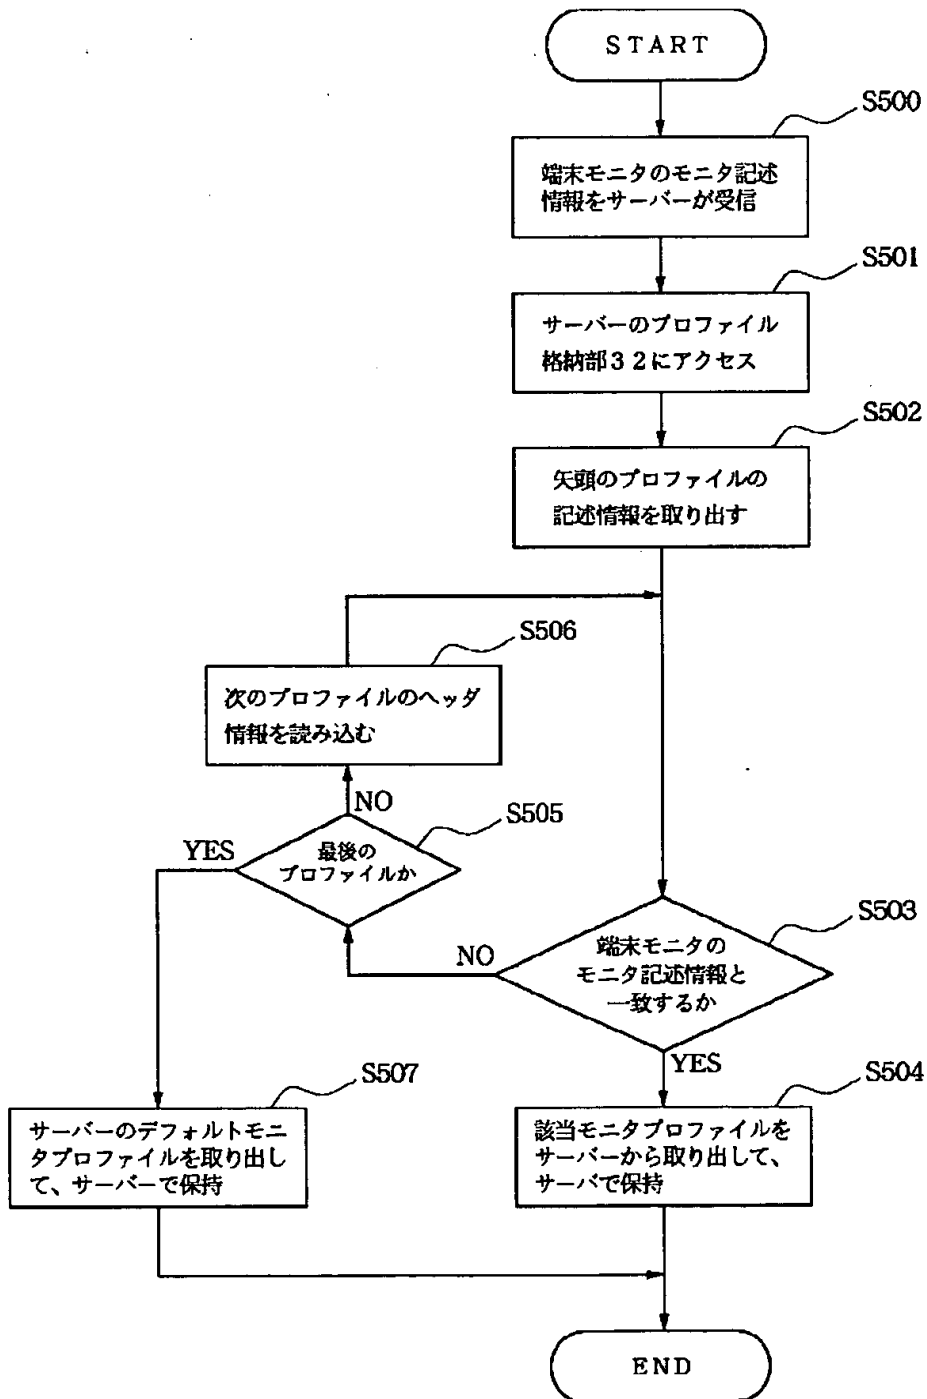 START
S500
端末モニタのモニタ記述
情報をサーバーが受信
S501
サーバーのプロファイル
格納部32にアクセス
S502
矢頭のプロファイルの
記述情報を取り出す
S506
次のプロファイルのヘッダ
情報を読み込む
NO
S505
YES
最後の
プロファイルか
S503
NO
端末モニタの
モニタ記述情報と
一致するか
YES
S507
サーバーのデフォルトモニ
タプロファイルを取り出し
て、サーバーで保持
S504
該当モニタプロファイルを
サーバーから取り出して、
サーバで保持
END